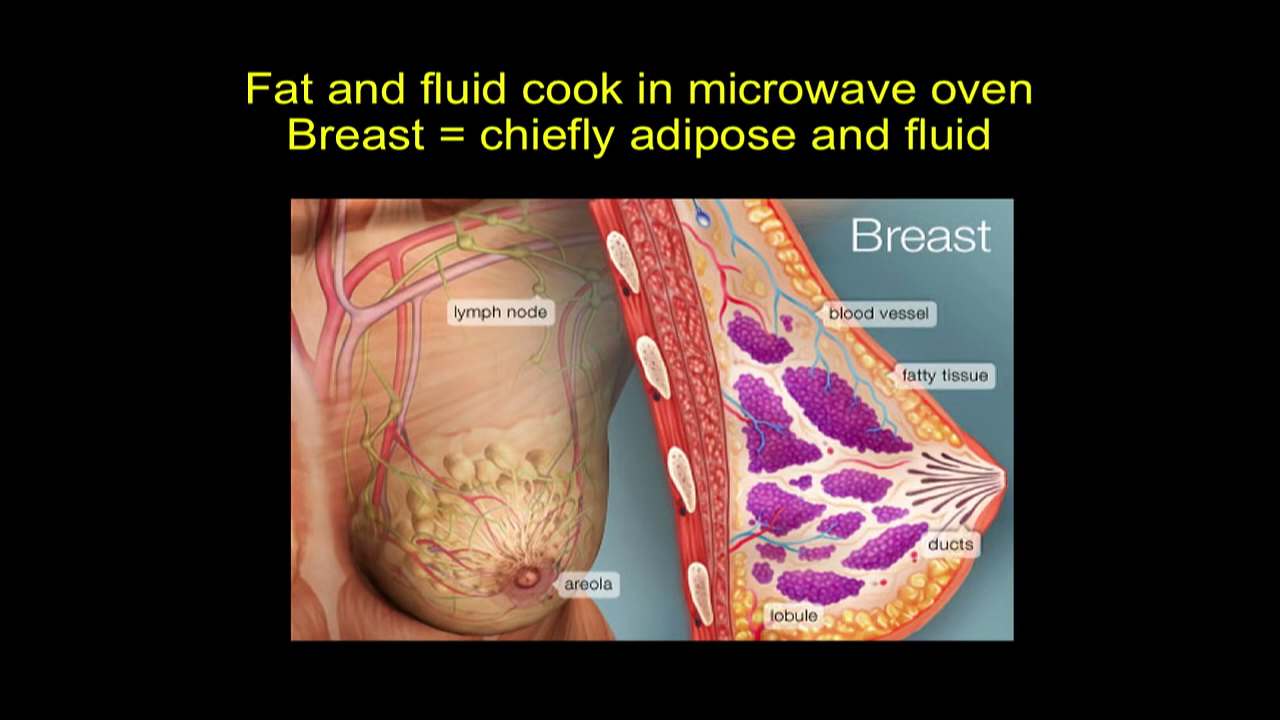 Fat and fluid cook in microwave oven
Breast = chiefly adipose and fluid
Breast
lymph node
blood vessel
fatty tissue
ducts
areola
lobule